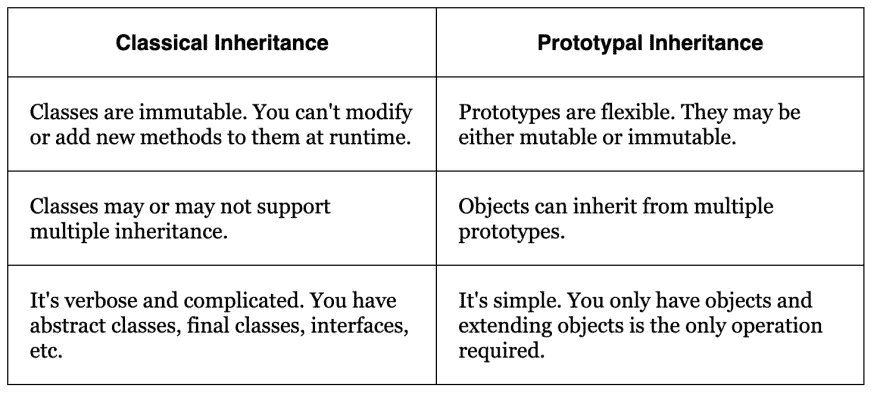 Classical Inheritance
Prototypal Inheritance
Classes are immutable. You can't modify
or add new methods to them at runtime.
Prototypes are flexible. They may be
either mutable or immutable.
Classes may or may not support
multiple inheritance.
Objects can inherit from multiple
prototypes.
It's verbose and complicated. You have
abstract classes, final classes, interfaces,
etc.
It's simple. You only have objects and
extending objects is the only operation
required.